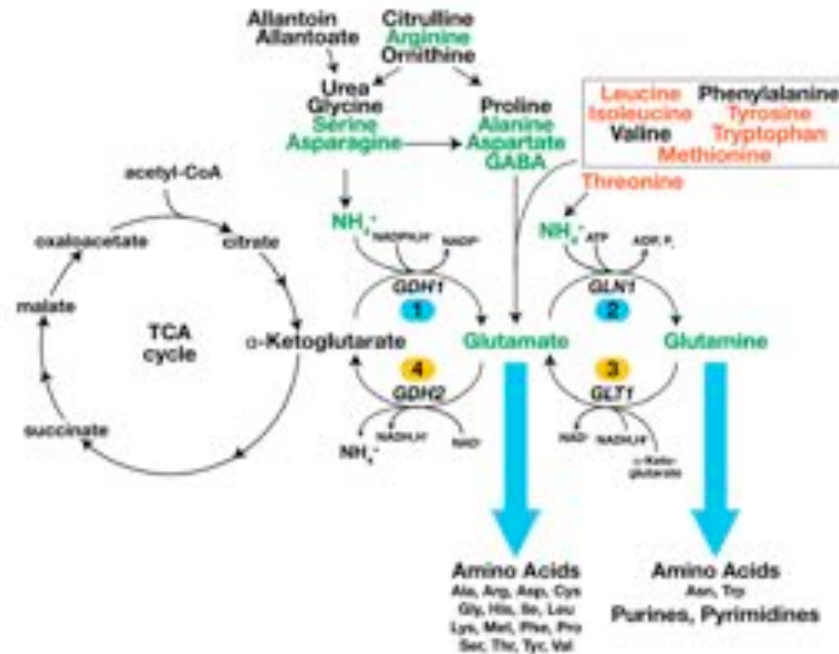 Allantoin
Allantoate
Citrulline
Arginine
Ornithine
Urea
Glycine
Serine
Asparagine
Proline
Alanine
Aspartate
GABA
Leucine Phenylalanine
Isoleucine Tyrosine
Valine Tryptophan
Methionine
Threonine
acetyl-CoA
oxaloacetate
citrate
malate
succinate
TCA
cycle
α-Ketoglutarate
NH₄⁺
NADPH,H⁺
NADP⁺
GDH1
1
Glutamate
4
GDH2
NH₄⁺
NADH,H⁺
NAD⁺
NH₄⁺
ATP
ADP, Pᵢ
GLN1
2
Glutamine
3
GLT1
NAD⁺
NADH,H⁺
α-Keto-
glutarate
Amino Acids
Ala, Arg, Asp, Cys
Gly, His, Ile, Leu
Lys, Met, Phe, Pro
Ser, Thr, Tyr, Val
Amino Acids
Asn, Trp
Purines, Pyrimidines